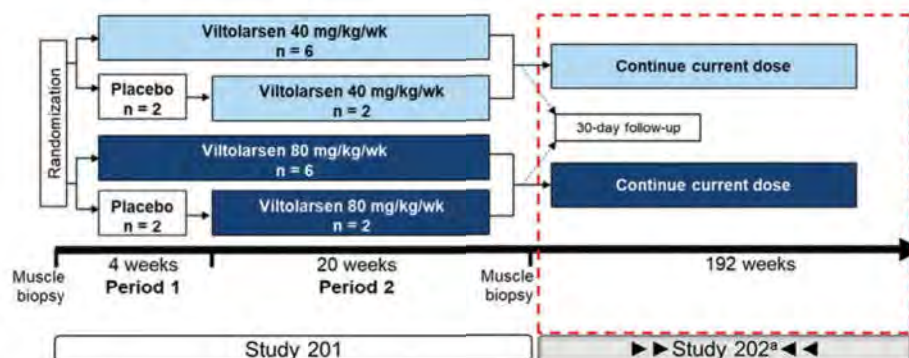 Randomization
Viltolarsen 40 mg/kg/wk
n = 6
Placebo
n = 2
Viltolarsen 40 mg/kg/wk
n = 2
Viltolarsen 80 mg/kg/wk
n = 6
Placebo
n = 2
Viltolarsen 80 mg/kg/wk
n = 2
Continue current dose
30-day follow-up
Continue current dose
Muscle
biopsy
4 weeks
Period 1
20 weeks
Period 2
Muscle
biopsy
192 weeks
Study 201
►►Study 202ª◄◄